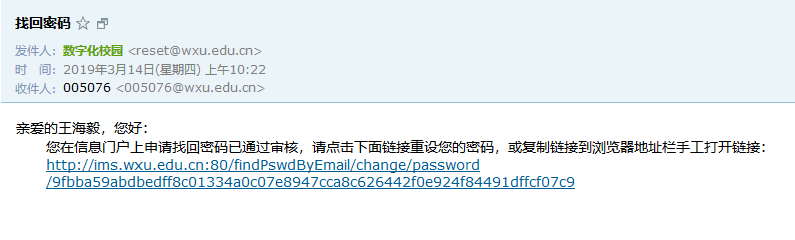 找回密码
发件人：数字化校园 <reset@wxu.edu.cn>
时　间：2019年3月14日(星期四) 上午10:22
收件人：005076 <005076@wxu.edu.cn>
亲爱的王海毅，您好：
您在信息门户上申请找回密码已通过审核，请点击下面链接重设您的密码，或复制链接到浏览器地址栏手工打开链接：
http://ims.wxu.edu.cn:80/findPswdByEmail/change/password
/9fbba59abdbedff8c01334a0c07e8947cca8c626442f0e924f84491dffcf07c9